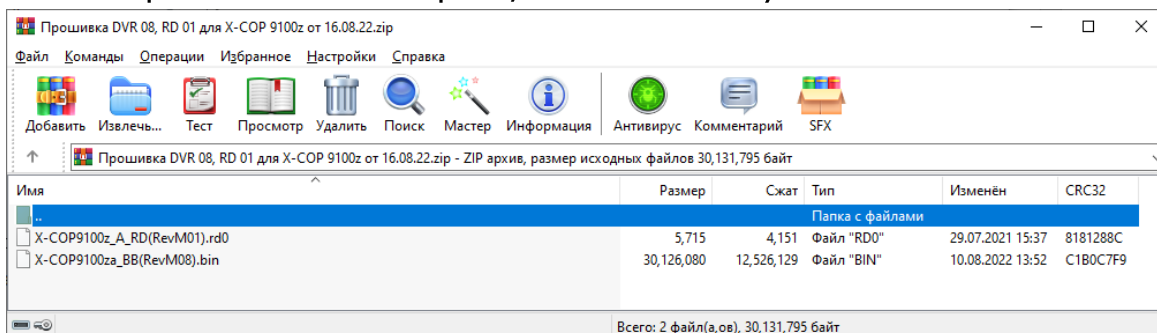 Прошивка DVR 08, RD 01 для X-COP 9100z от 16.08.22.zip
Файл Команды Операции Избранное Настройки Справка
Добавить Извлечь... Тест Просмотр Удалить Поиск Мастер Информация Антивирус Комментарий SFX
Прошивка DVR 08, RD 01 для X-COP 9100z от 16.08.22.zip - ZIP архив, размер исходных файлов 30,131,795 байт
Имя Размер Сжат Тип Изменён CRC32
.. Папка с файлами
X-COP9100z_A_RD(RevM01).rd0 5,715 4,151 Файл "RD0" 29.07.2021 15:37 8181288C
X-COP9100za_BB(RevM08).bin 30,126,080 12,526,129 Файл "BIN" 10.08.2022 13:52 C1B0C7F9
Всего: 2 файл(а,ов), 30,131,795 байт